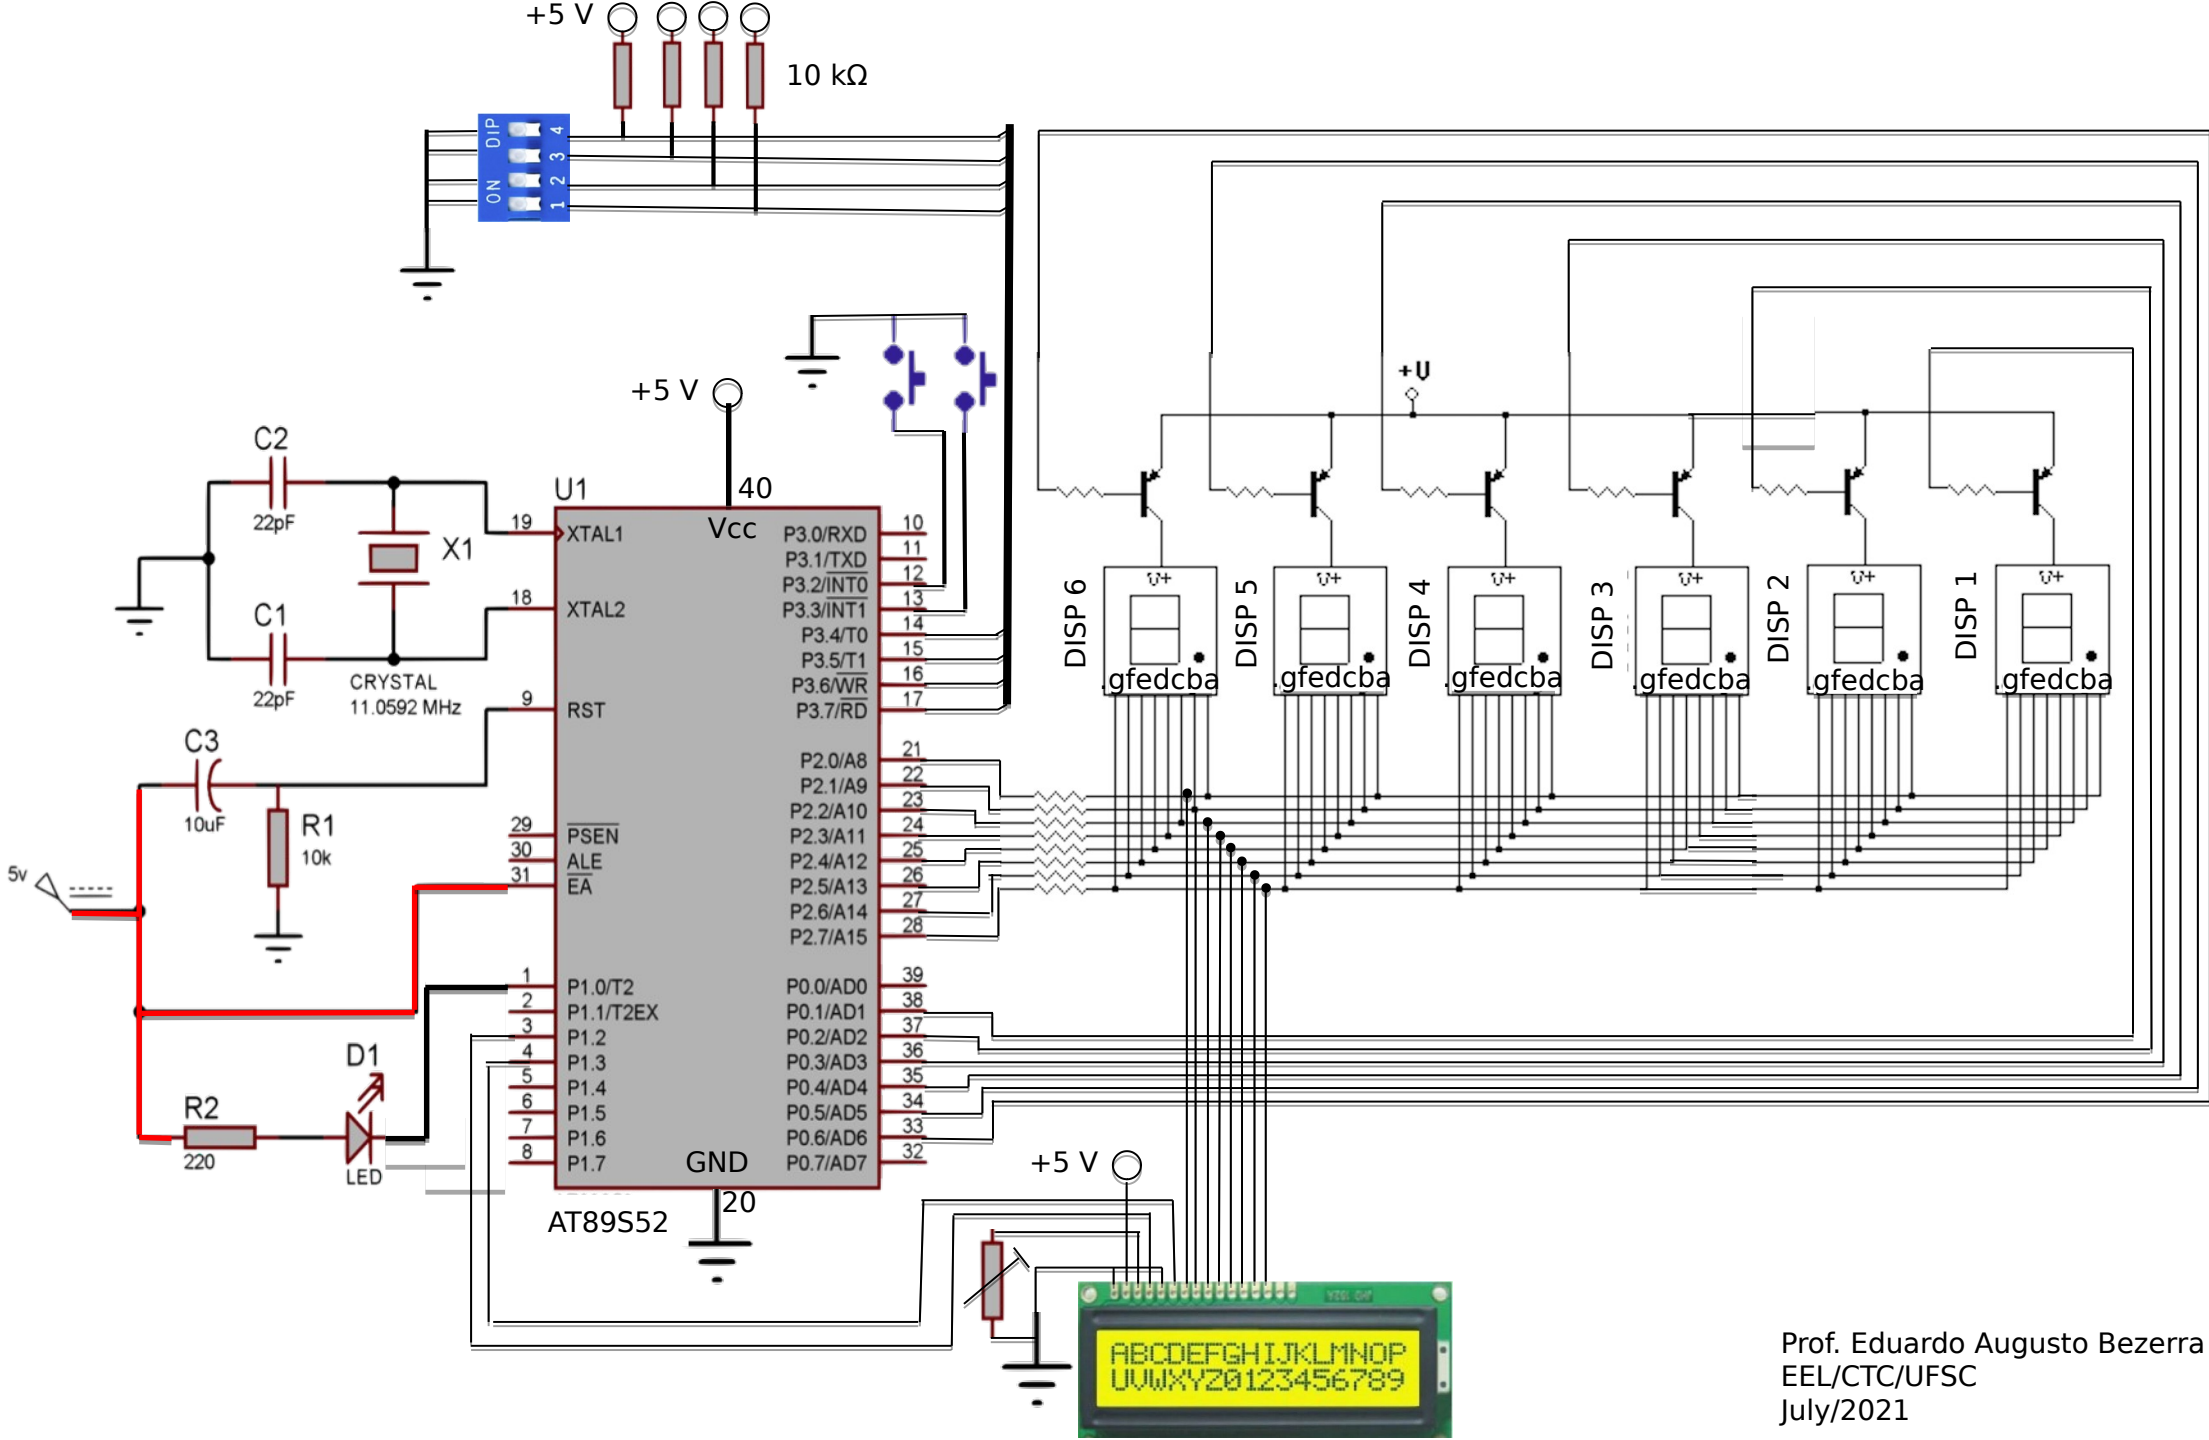 +5 V
10 kΩ
DIP
ON
4
3
2
1
+5 V
40
Vcc
C2
22pF
C1
22pF
X1
CRYSTAL
11.0592 MHz
C3
10uF
R1
10k
5v
R2
220
D1
LED
U1
19 XTAL1
18 XTAL2
9 RST
29 PSEN
30 ALE
31 EA
1 P1.0/T2
2 P1.1/T2EX
3 P1.2
4 P1.3
5 P1.4
6 P1.5
7 P1.6
8 P1.7
P3.0/RXD 10
P3.1/TXD 11
P3.2/INT0 12
P3.3/INT1 13
P3.4/T0 14
P3.5/T1 15
P3.6/WR 16
P3.7/RD 17
P2.0/A8 21
P2.1/A9 22
P2.2/A10 23
P2.3/A11 24
P2.4/A12 25
P2.5/A13 26
P2.6/A14 27
P2.7/A15 28
P0.0/AD0 39
P0.1/AD1 38
P0.2/AD2 37
P0.3/AD3 36
P0.4/AD4 35
P0.5/AD5 34
P0.6/AD6 33
P0.7/AD7 32
GND
20
AT89S52
+U
DISP 6
V+
.gfedcba
DISP 5
V+
.gfedcba
DISP 4
V+
.gfedcba
DISP 3
V+
.gfedcba
DISP 2
V+
.gfedcba
DISP 1
V+
.gfedcba
+5 V
ABCDEFGHIJKLMNOP
UVWXYZ0123456789
Prof. Eduardo Augusto Bezerra
EEL/CTC/UFSC
July/2021